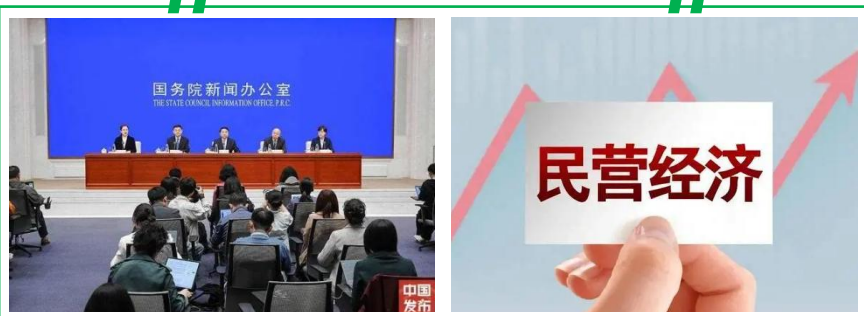 国务院新闻办公室
THE STATE COUNCIL INFORMATION OFFICE, P.R.C.
中国
发布
民营经济